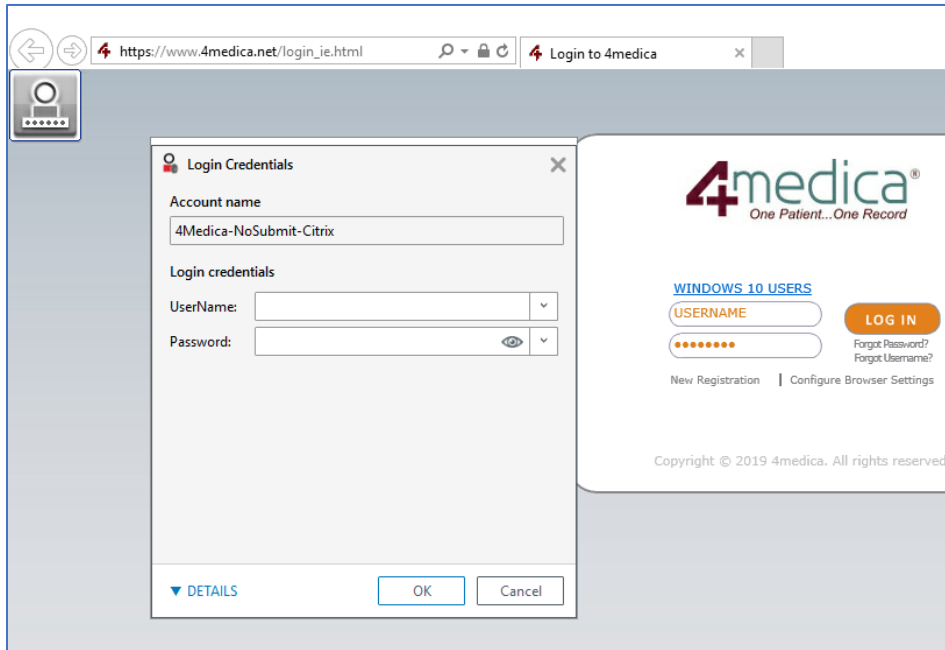 https://www.4medica.net/login_ie.html
Login to 4medica
Login Credentials
Account name
4Medica-NoSubmit-Citrix
Login credentials
UserName:
Password:
DETAILS
OK
Cancel
4medica®
One Patient...One Record
WINDOWS 10 USERS
USERNAME
LOG IN
Forgot Password?
Forgot Username?
New Registration | Configure Browser Settings
Copyright © 2019 4medica. All rights reserved